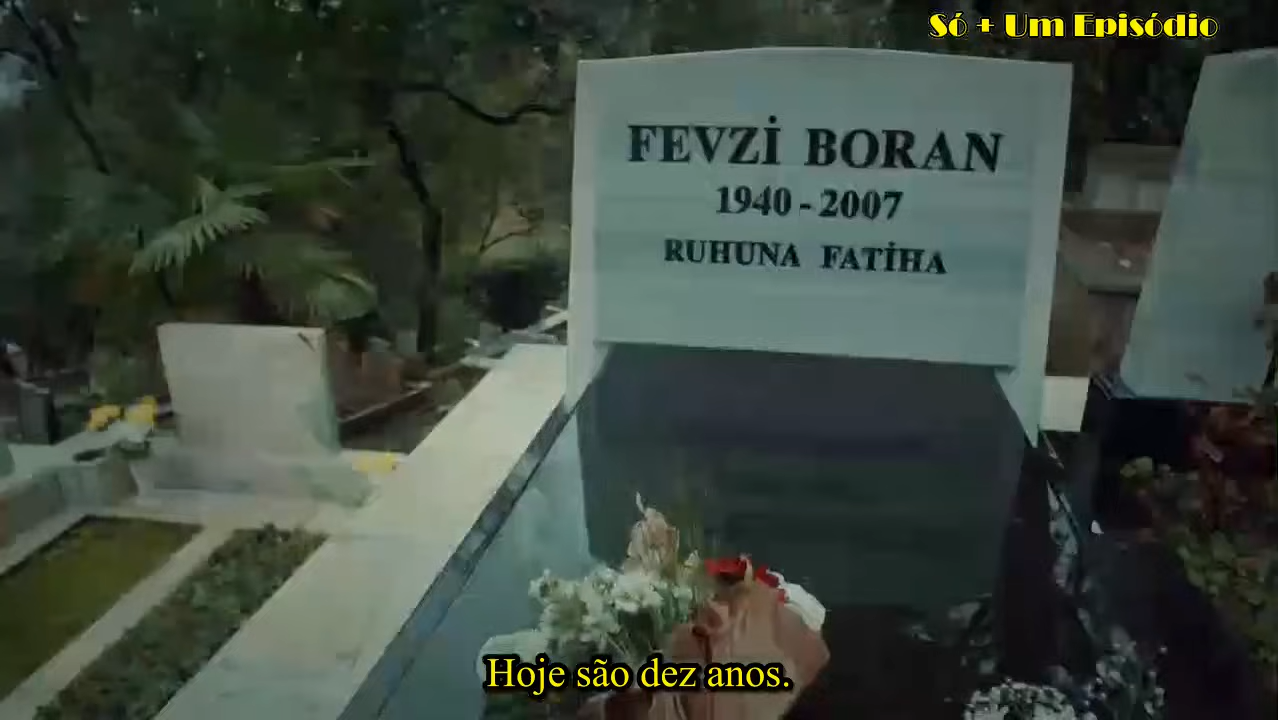 Só + Um Episódio
FEVZİ BORAN
1940 - 2007
RUHUNA FATİHA
Hoje são dez anos.